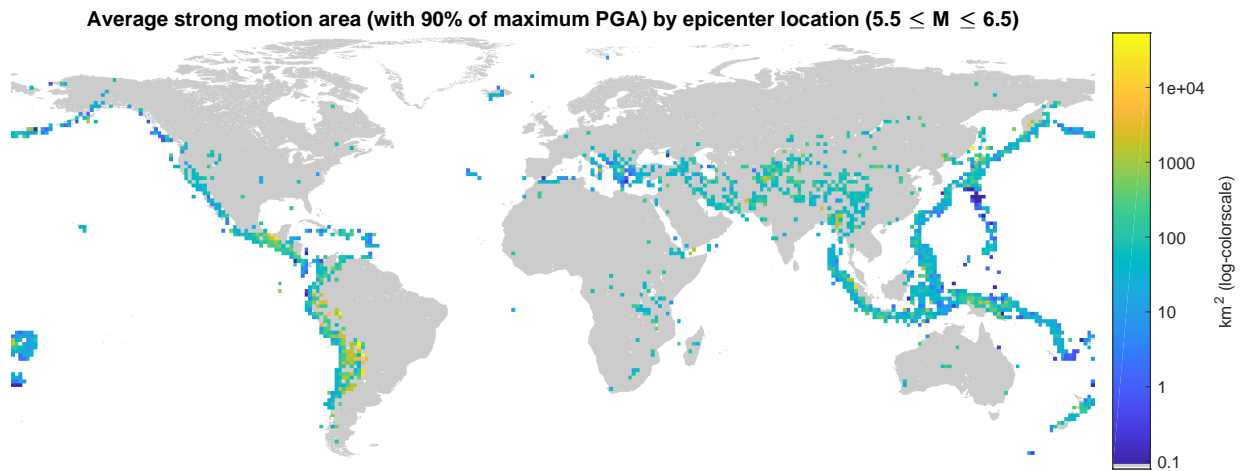 Average strong motion area (with 90% of maximum PGA) by epicenter location (5.5 ≤ M ≤ 6.5)
1e+04
1000
100
10
1
0.1
km² (log-colorscale)